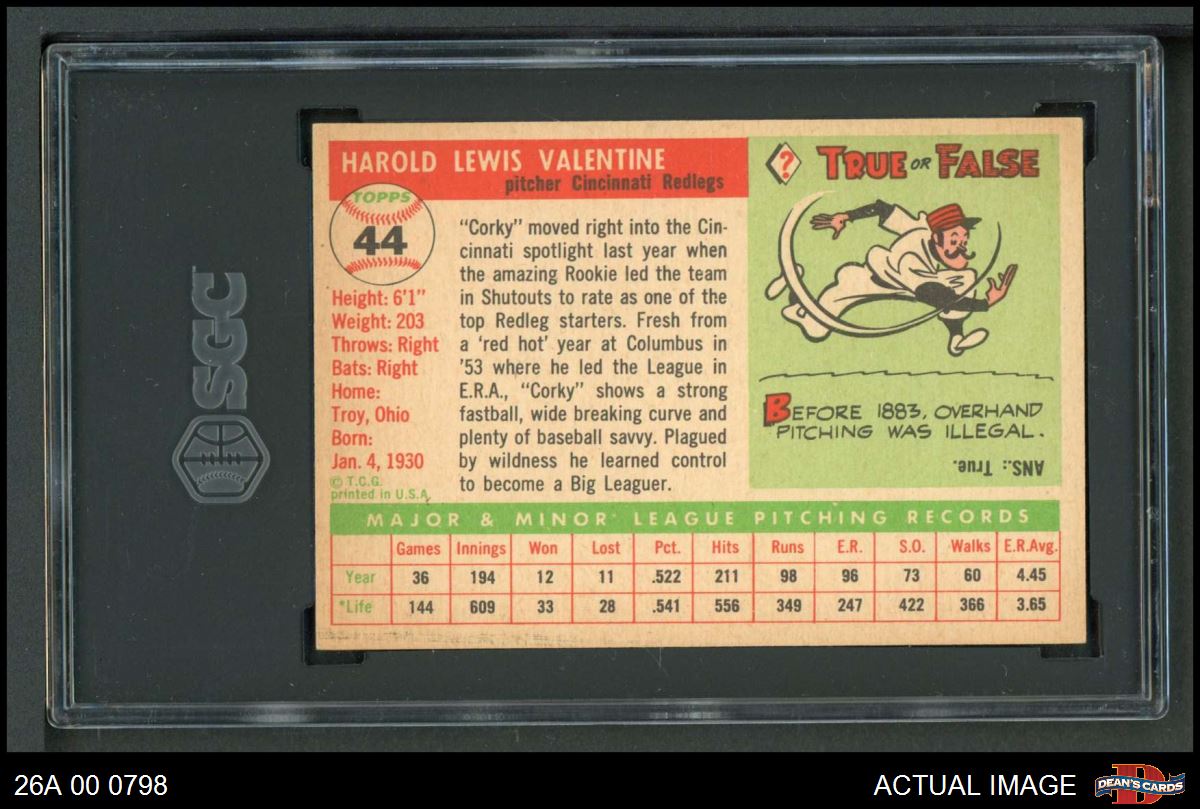 SGC
HAROLD LEWIS VALENTINE
pitcher Cincinnati Redlegs
TOPPS
44
Height: 6'1"
Weight: 203
Throws: Right
Bats: Right
Home:
Troy, Ohio
Born:
Jan. 4, 1930
© T.C.G.
printed in U.S.A.
"Corky" moved right into the Cin-
cinnati spotlight last year when
the amazing Rookie led the team
in Shutouts to rate as one of the
top Redleg starters. Fresh from
a 'red hot' year at Columbus in
'53 where he led the League in
E.R.A., "Corky" shows a strong
fastball, wide breaking curve and
plenty of baseball savvy. Plagued
by wildness he learned control
to become a Big Leaguer.
? TRUE OR FALSE
BEFORE 1883, OVERHAND
PITCHING WAS ILLEGAL.
ANS.: True.
MAJOR & MINOR LEAGUE PITCHING RECORDS
Games Innings Won Lost Pct. Hits Runs E.R. S.O. Walks E.R.Avg.
Year 36 194 12 11 .522 211 98 96 73 60 4.45
*Life 144 609 33 28 .541 556 349 247 422 366 3.65
26A 00 0798
ACTUAL IMAGE
D
DEAN'S CARDS